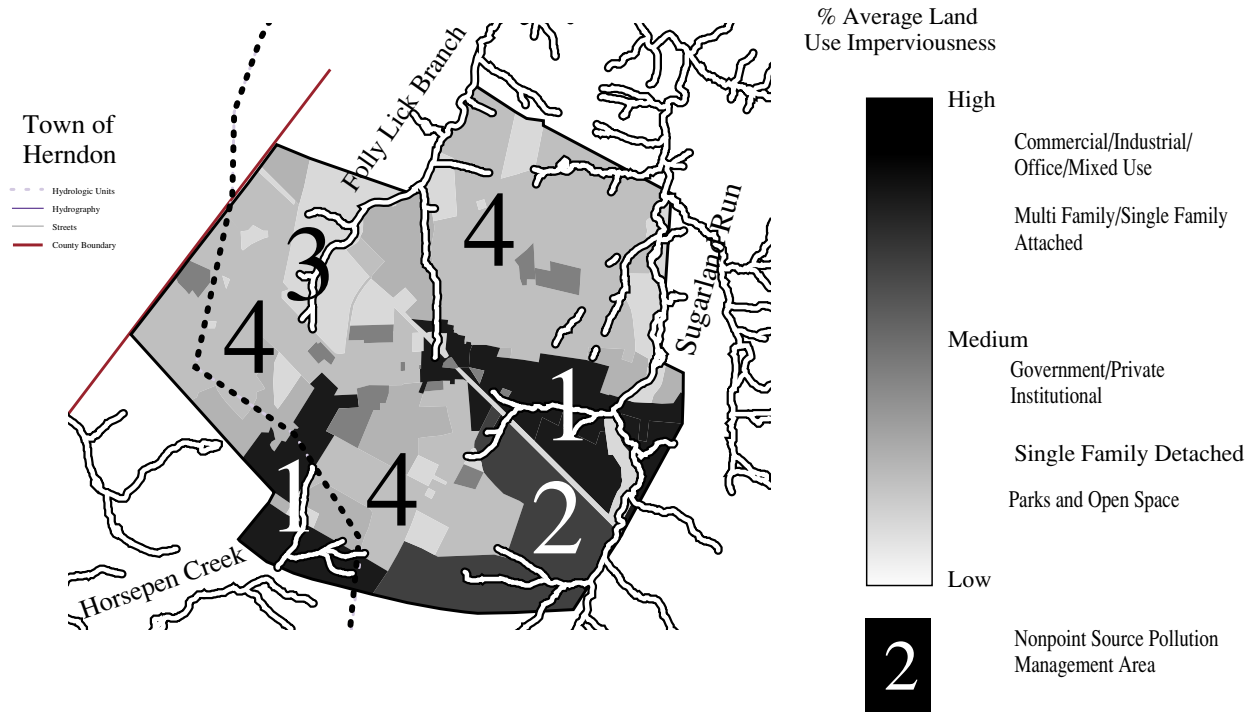 % Average Land
Use Imperviousness
High
Commercial/Industrial/
Office/Mixed Use
Multi Family/Single Family
Attached
Medium
Government/Private
Institutional
Single Family Detached
Parks and Open Space
Low
2
Nonpoint Source Pollution
Management Area
Town of
Herndon
Hydrologic Units
Hydrography
Streets
County Boundary
Folly Lick Branch
Sugarland Run
Horsepen Creek
4
3
4
1
4
1
2